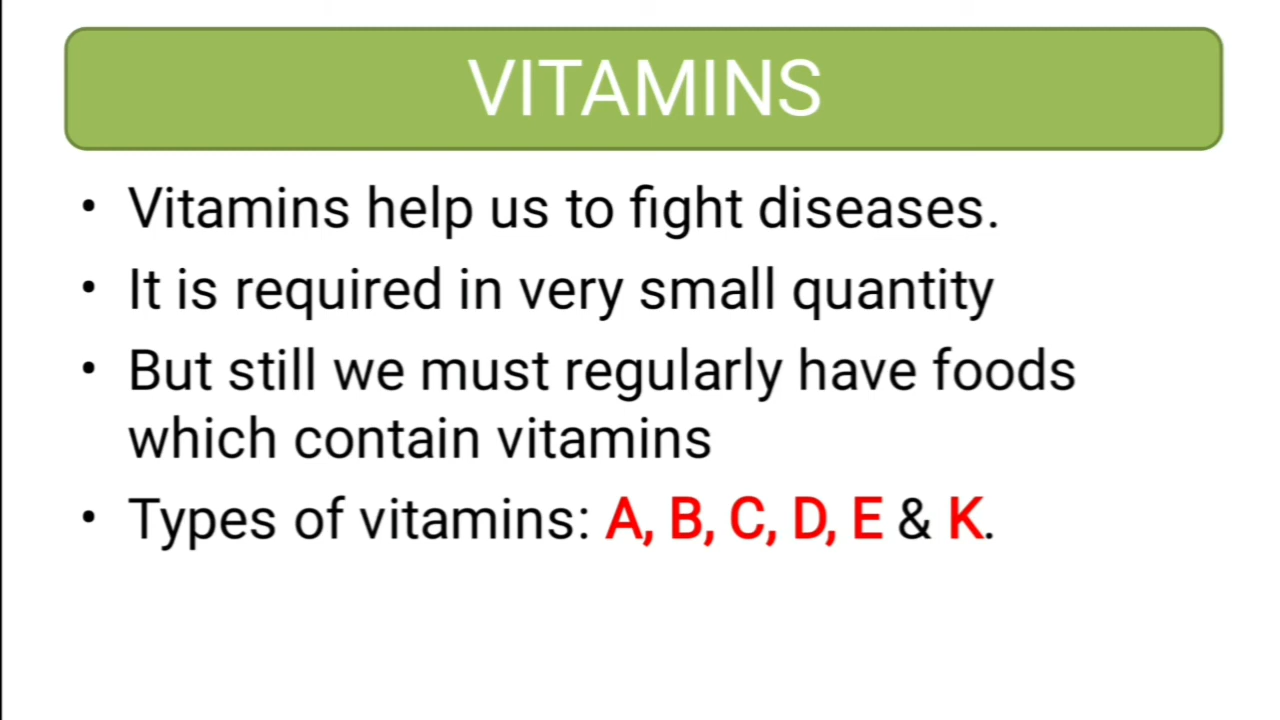 VITAMINS
• Vitamins help us to fight diseases.
• It is required in very small quantity
• But still we must regularly have foods
which contain vitamins
• Types of vitamins: A, B, C, D, E & K.